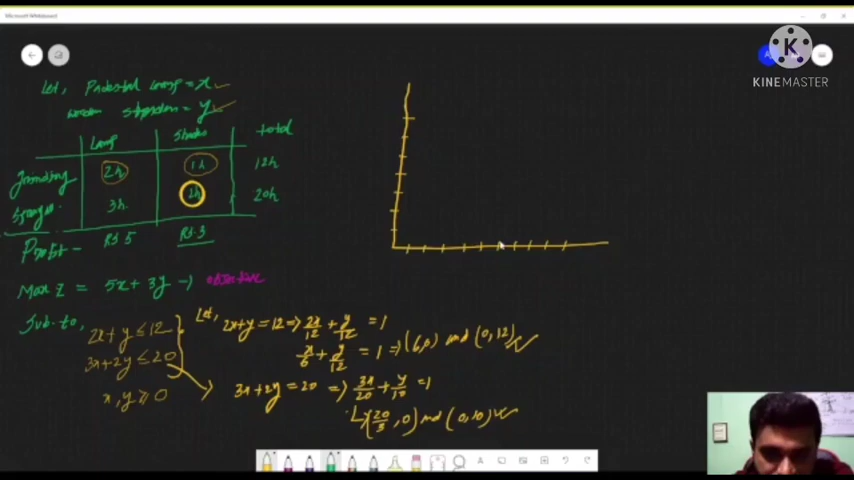 Microsoft Whiteboard
K
KINEMASTER
Let, Pedestal Lamp = x
wooden = y
Lamp Shades total
Grinding 2h 1h 12h
3h 2h 20h
Profit - Rs. 5 Rs. 3
Max Z = 5x + 3y → objective
Sub. to,
2x + y ≤ 12
3x + 2y ≤ 20
x, y ≥ 0
Let, 2x + y = 12 ⇒ 2x/12 + y/12 = 1
x/6 + y/12 = 1 ⇒ (6,0) and (0,12)
3x + 2y = 20 ⇒ 3x/20 + y/10 = 1
(20/3, 0) and (0,10)